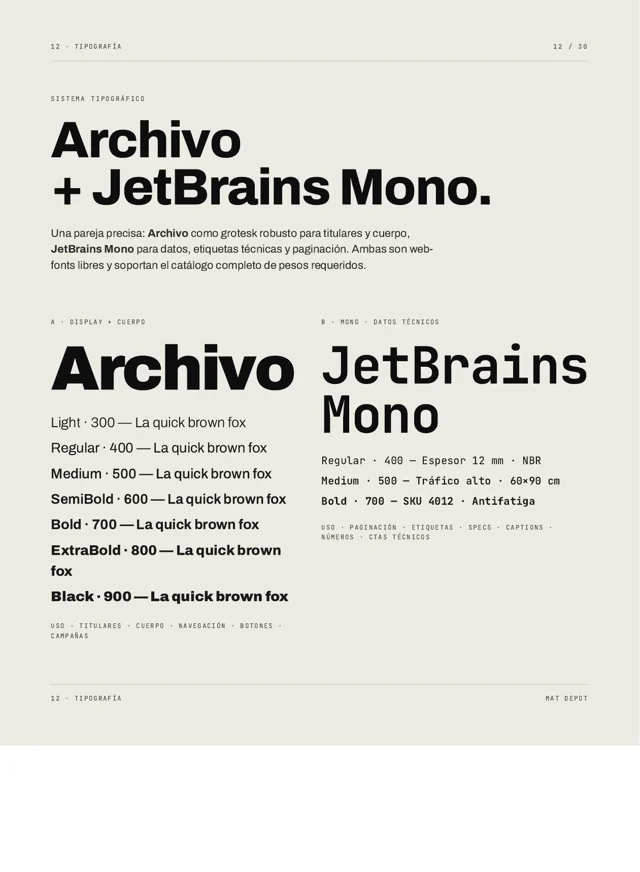 12 · TIPOGRAFÍA
12 / 30
SISTEMA TIPOGRÁFICO
Archivo
+ JetBrains Mono.
Una pareja precisa: Archivo como grotesk robusto para titulares y cuerpo,
JetBrains Mono para datos, etiquetas técnicas y paginación. Ambas son web-
fonts libres y soportan el catálogo completo de pesos requeridos.
A · DISPLAY + CUERPO
Archivo
Light · 300 — La quick brown fox
Regular · 400 — La quick brown fox
Medium · 500 — La quick brown fox
SemiBold · 600 — La quick brown fox
Bold · 700 — La quick brown fox
ExtraBold · 800 — La quick brown
fox
Black · 900 — La quick brown fox
USO · TITULARES · CUERPO · NAVEGACIÓN · BOTONES ·
CAMPAÑAS
B · MONO · DATOS TÉCNICOS
JetBrains
Mono
Regular · 400 — Espesor 12 mm · NBR
Medium · 500 — Tráfico alto · 60×90 cm
Bold · 700 — SKU 4012 · Antifatiga
USO · PAGINACIÓN · ETIQUETAS · SPECS · CAPTIONS ·
NÚMEROS · CTAS TÉCNICOS
12 · TIPOGRAFÍA
MAT DEPOT